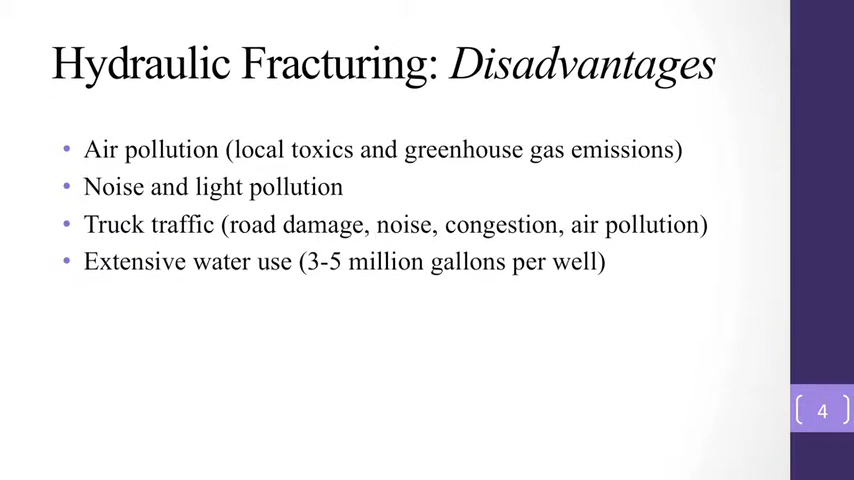 Hydraulic Fracturing: Disadvantages
• Air pollution (local toxics and greenhouse gas emissions)
• Noise and light pollution
• Truck traffic (road damage, noise, congestion, air pollution)
• Extensive water use (3-5 million gallons per well)
4